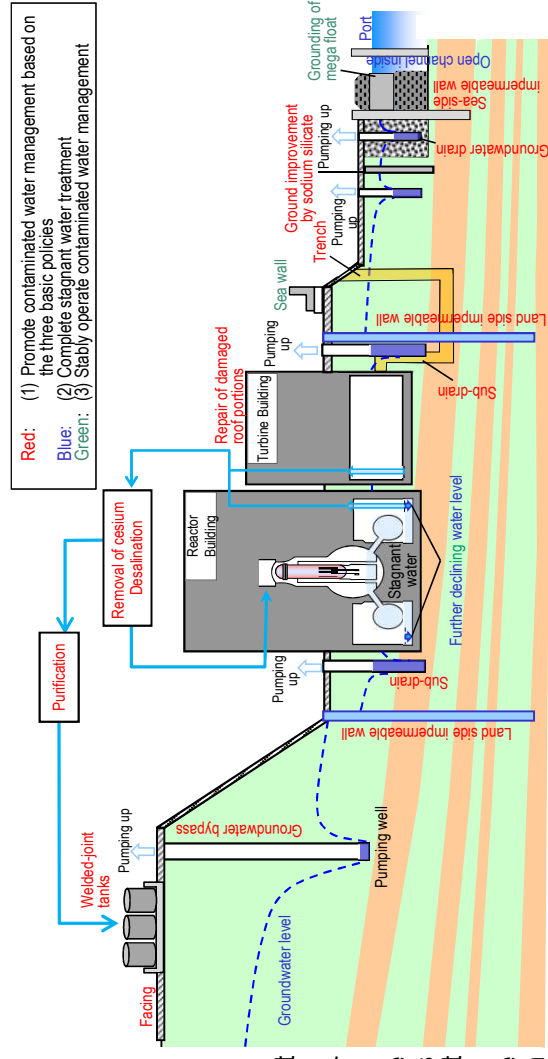 Red: (1) Promote contaminated water management based on
the three basic policies
Blue: (2) Complete stagnant water treatment
Green: (3) Stably operate contaminated water management
Purification
Removal of cesium
Desalination
Welded-joint
tanks
Facing
Pumping up
Groundwater bypass
Groundwater level
Pumping well
Land side impermeable
wall
Pumping
up
Sub-drain
Reactor
Building
Stagnant
water
Further declining water level
Repair of damaged
roof portions
Turbine Building
Pumping
up
Sub-drain
Land side impermeable
wall
Sea wall
Trench
Pumping
up
Ground improvement
by sodium silicate
Pumping up
Groundwater drain
Sea-side
impermeable wall
Grounding of
mega float
Open channel inside
Port